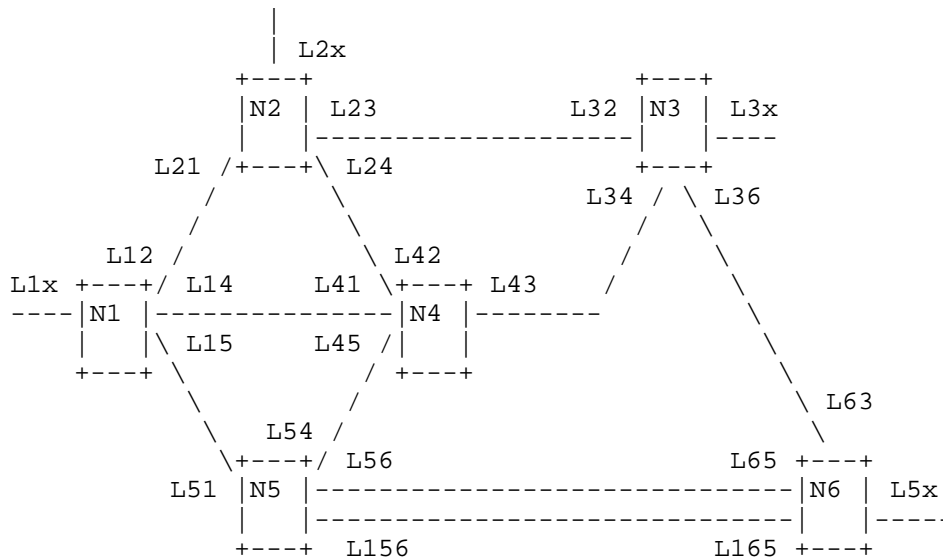 L2x
N2 L23 L32 N3 L3x
L21 L24
L34 L36
L12 L42
L1x L14 L41 L43
N1 N4
L15 L45
L63
L54
L56 L65
L51 N5 N6 L5x
L156 L165